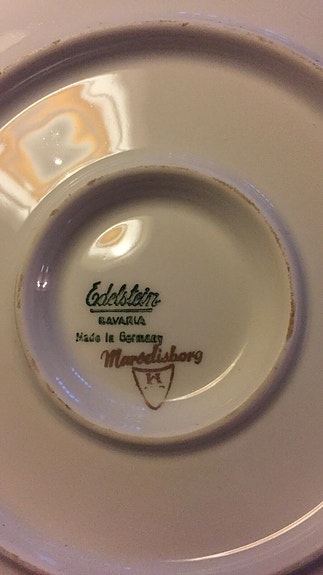 Edelstein
BAVARIA
Made in Germany
Marselisborg